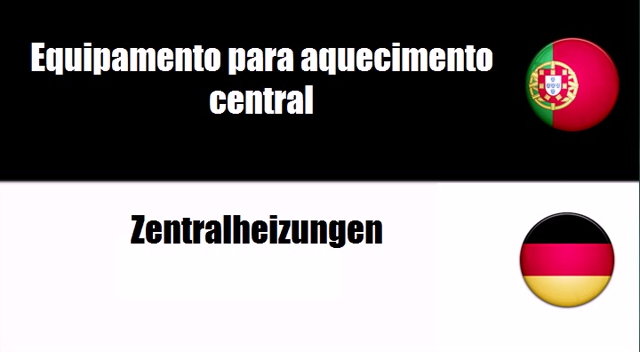 Equipamento para aquecimento
central
Zentralheizungen